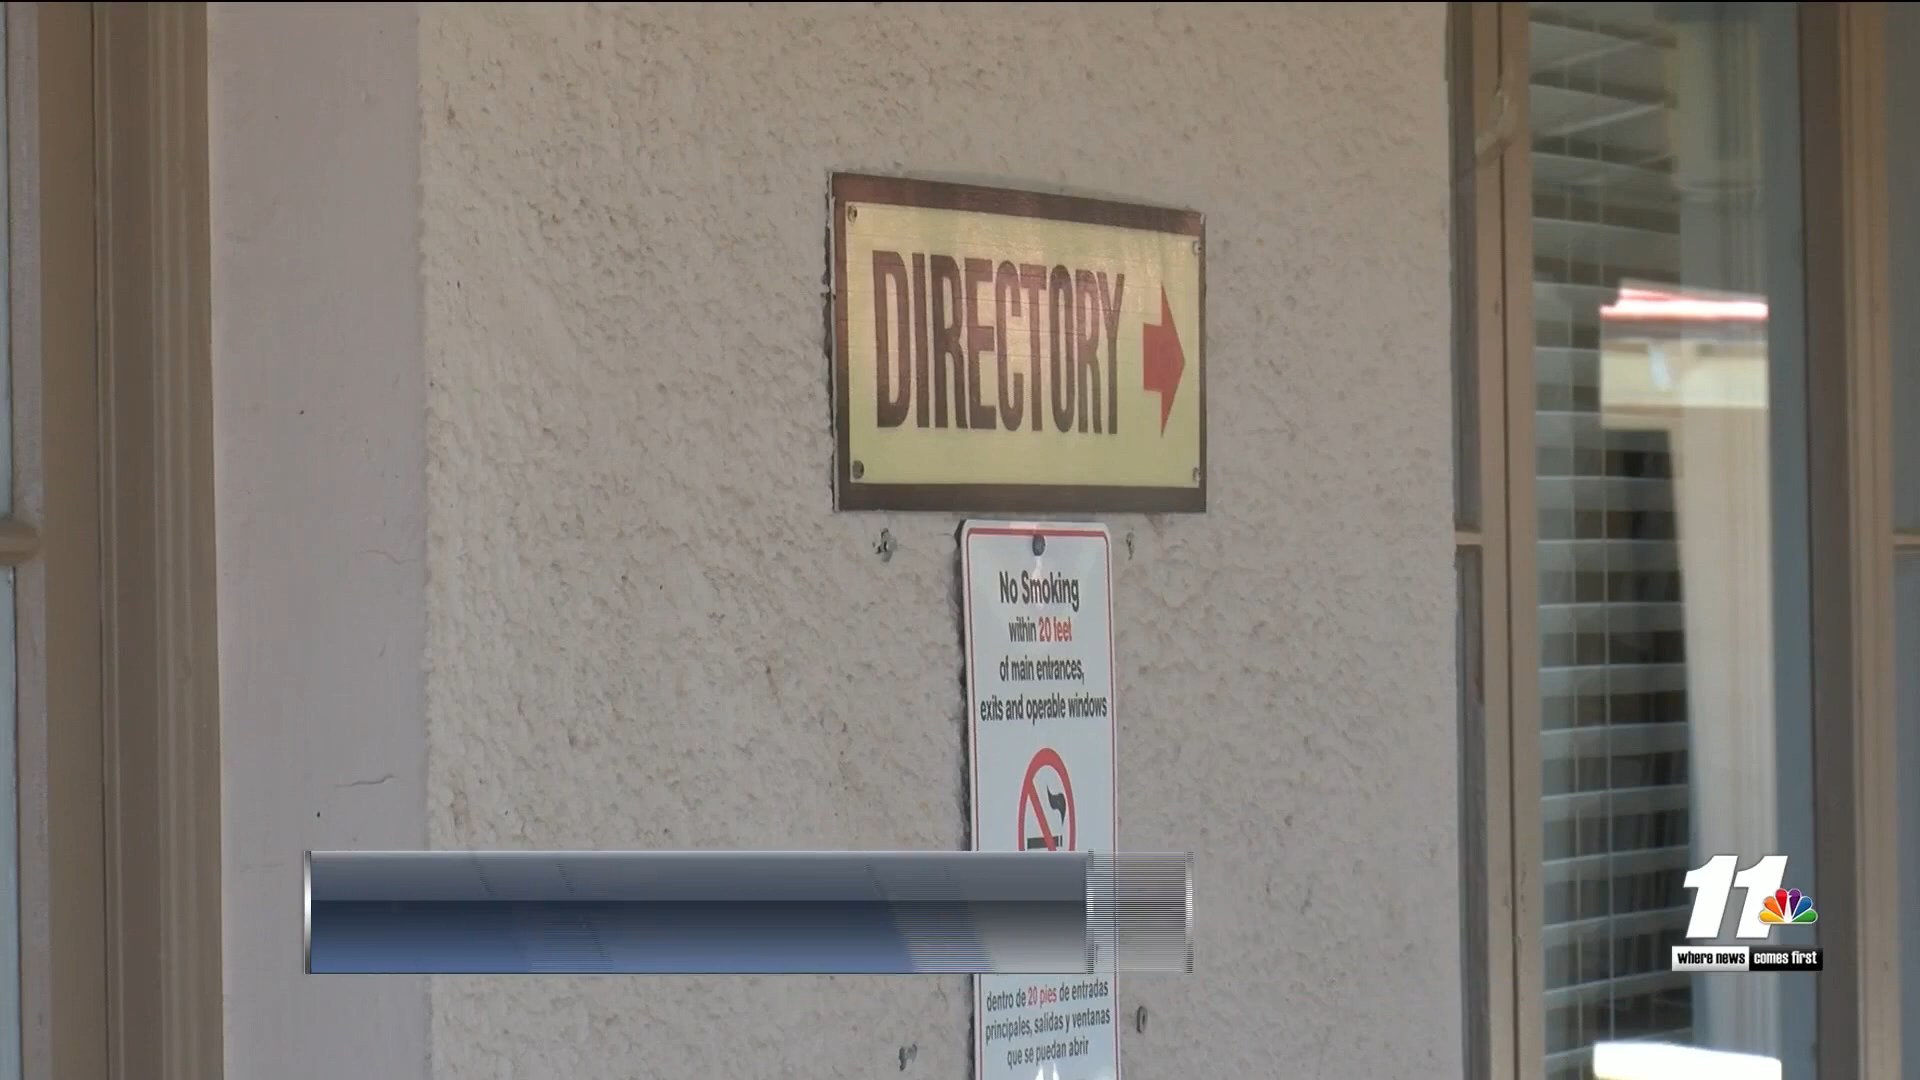 DIRECTORY
No Smoking
within 20 feet
of main entrances,
exits and operable windows
dentro de 20 pies de entradas
principales, salidas y ventanas
que se puedan abrir
11
where news comes first